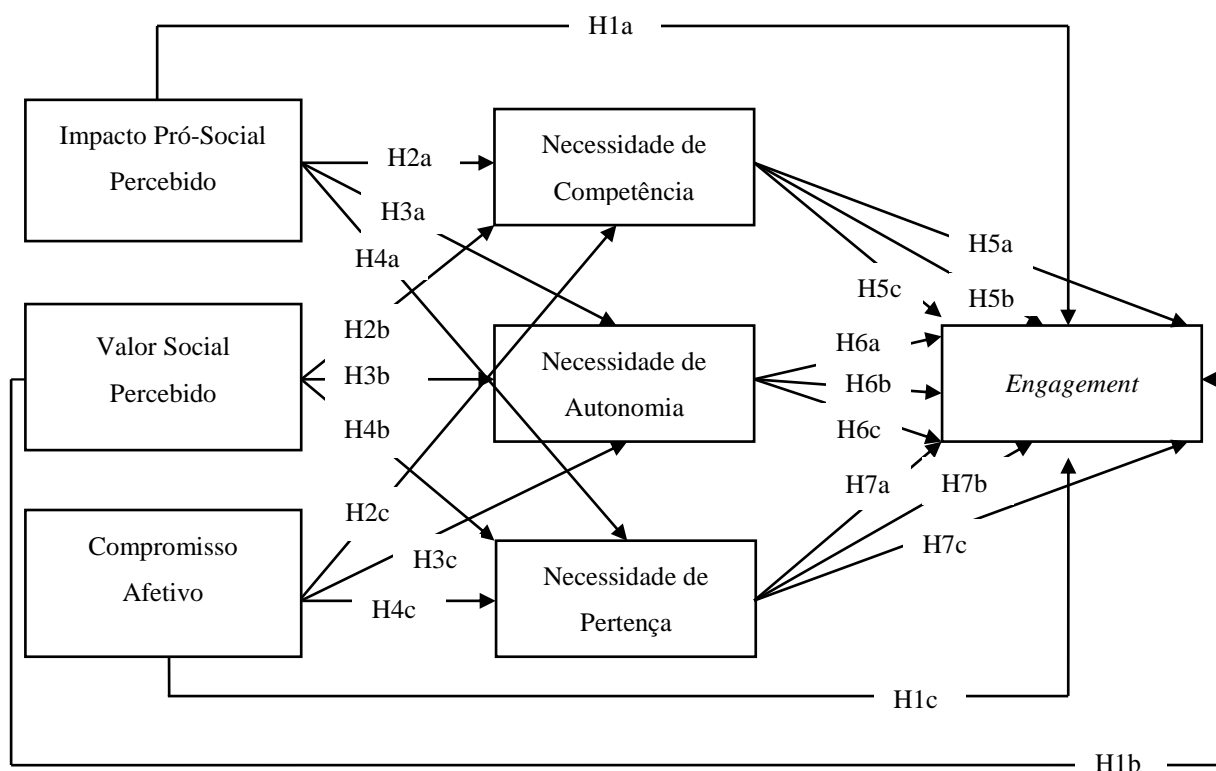 H1a
Impacto Pró-Social
Percebido
Necessidade de
Competência
H2a
H3a
H4a
H5a
H5b
H5c
Valor Social
Percebido
H2b
H3b
H4b
Necessidade de
Autonomia
H6a
H6b
H6c
Engagement
Compromisso
Afetivo
H2c
H3c
H4c
Necessidade de
Pertença
H7a
H7b
H7c
H1c
H1b